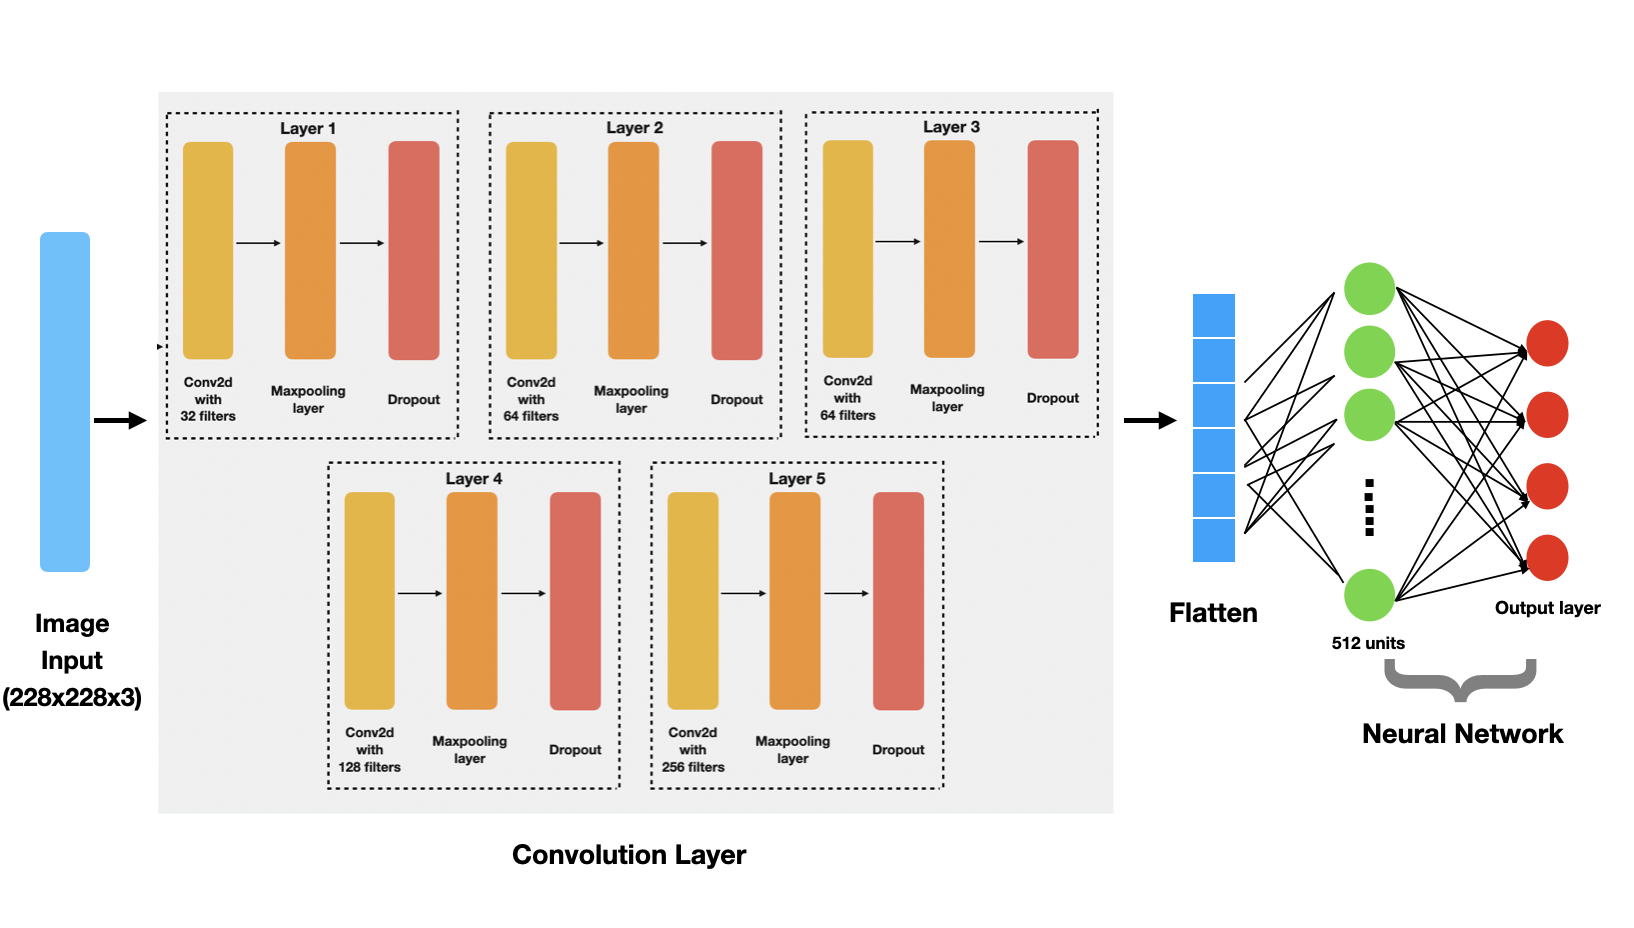 Layer 1
Conv2d
with
32 filters
Maxpooling
layer
Dropout
Layer 2
Conv2d
with
64 filters
Maxpooling
layer
Dropout
Layer 3
Conv2d
with
64 filters
Maxpooling
layer
Dropout
Image
Input
(228x228x3)
Layer 4
Conv2d
with
128 filters
Maxpooling
layer
Dropout
Layer 5
Conv2d
with
256 filters
Maxpooling
layer
Dropout
Convolution Layer
Flatten
512 units
Output layer
Neural Network